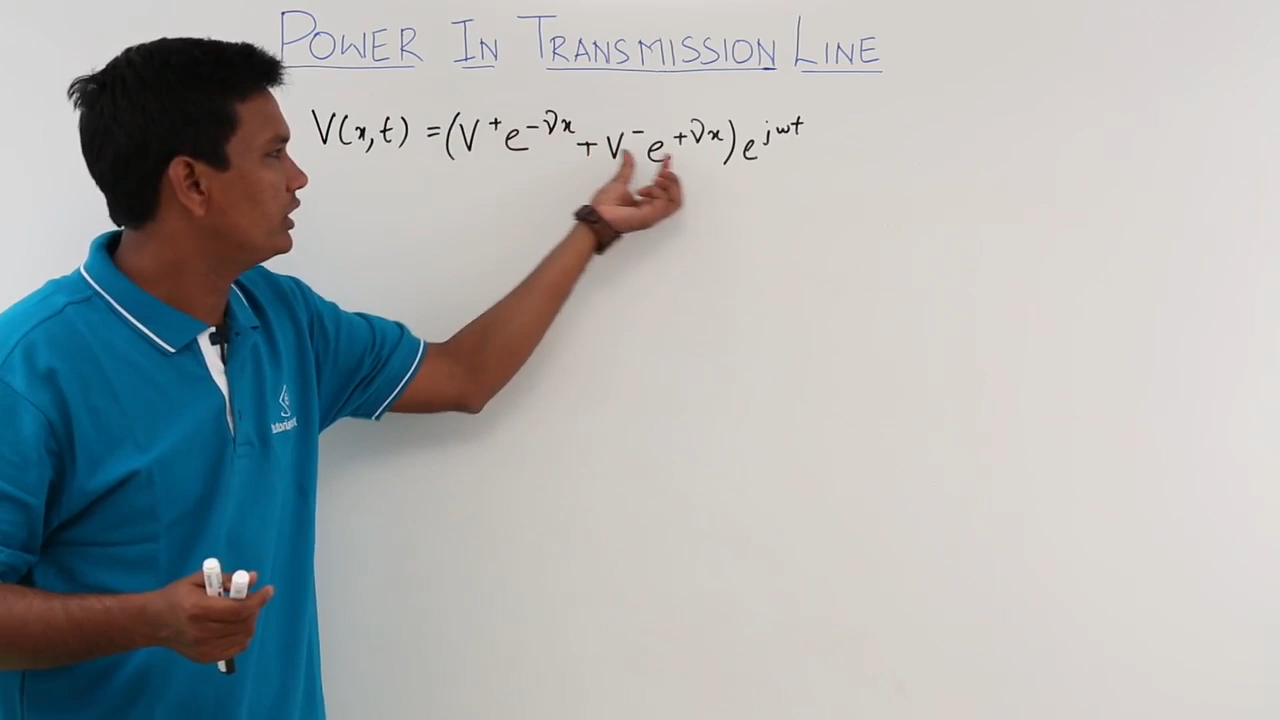 POWER IN TRANSMISSION LINE
V(x,t) = (V⁺e^{-γx} + V⁻e^{+γx})e^{jωt}